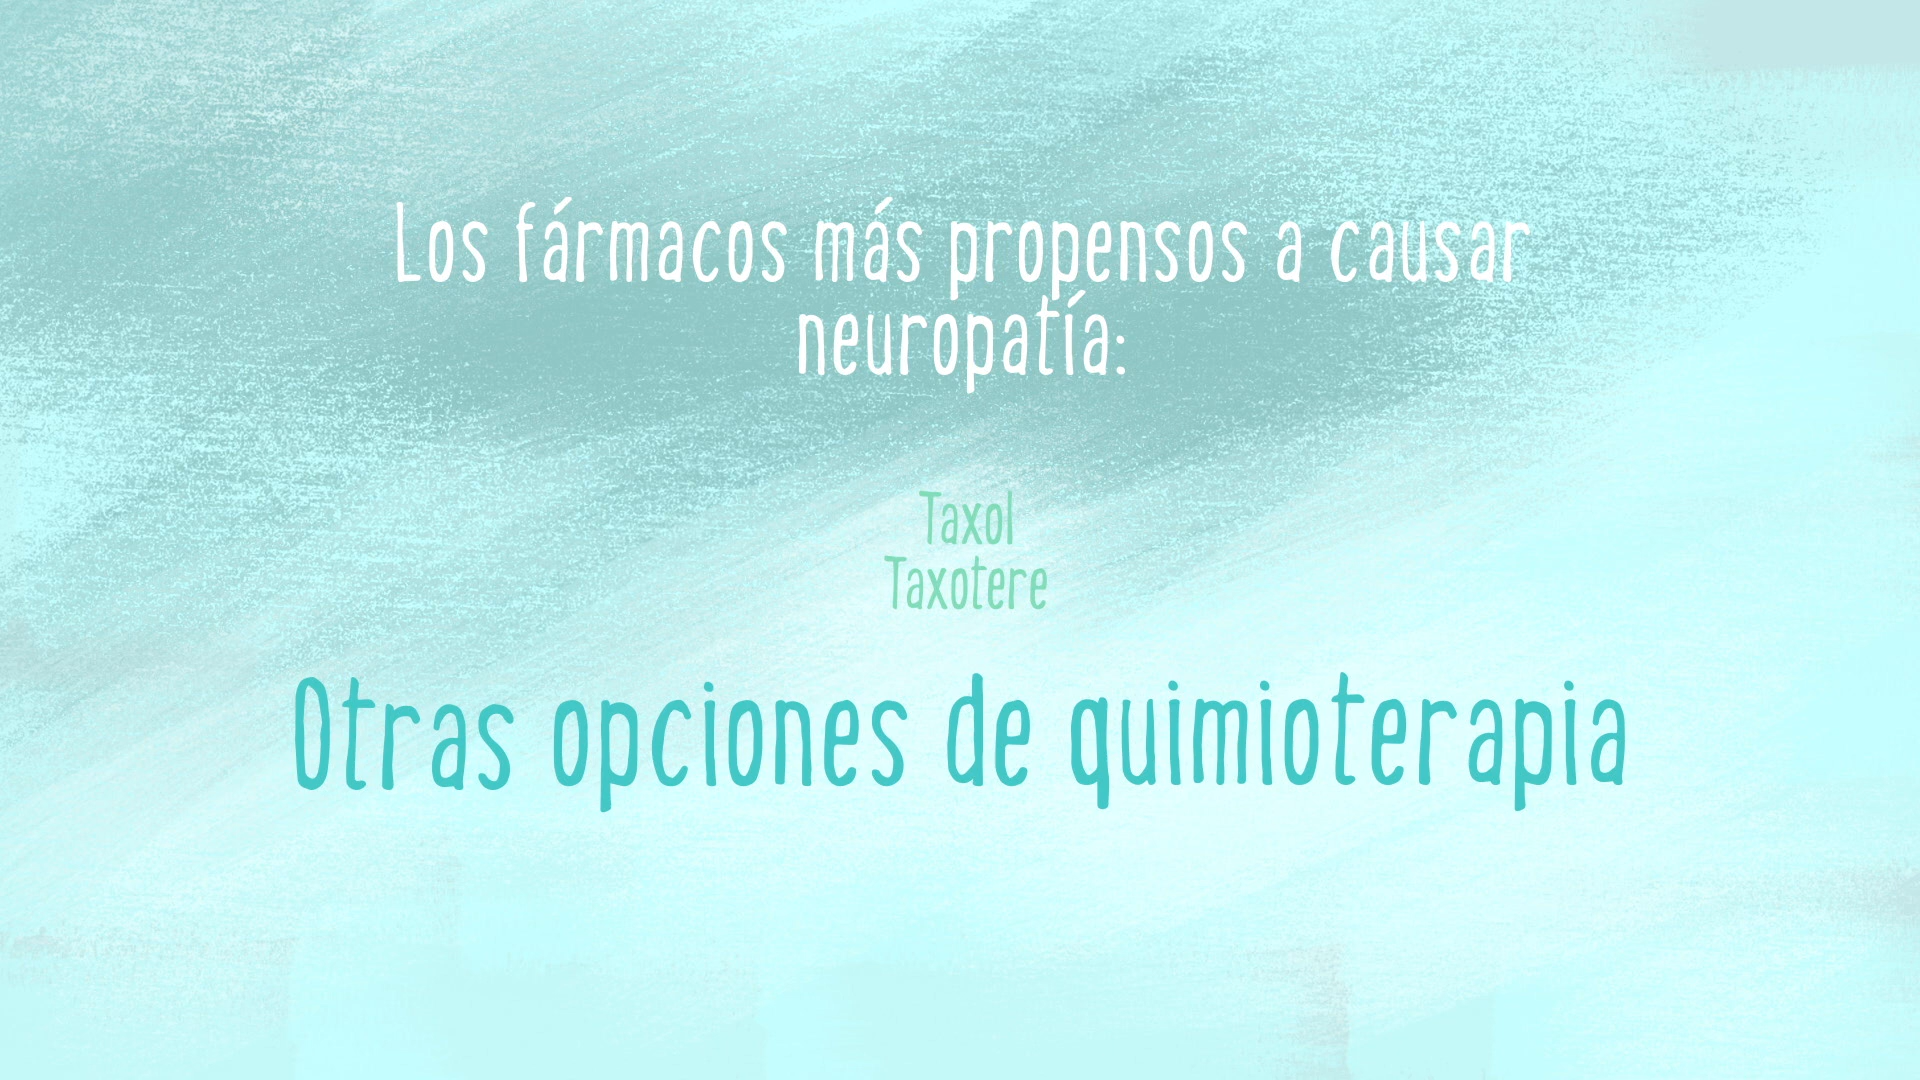 Los fármacos más propensos a causar
neuropatía:
Taxol
Taxotere
Otras opciones de quimioterapia